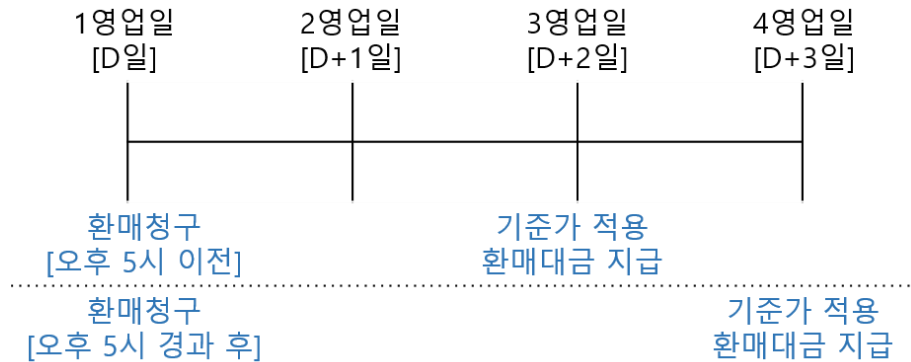 1영업일 2영업일 3영업일 4영업일
[D일] [D+1일] [D+2일] [D+3일]
환매청구 기준가 적용
[오후 5시 이전] 환매대금 지급
환매청구 기준가 적용
[오후 5시 경과 후] 환매대금 지급